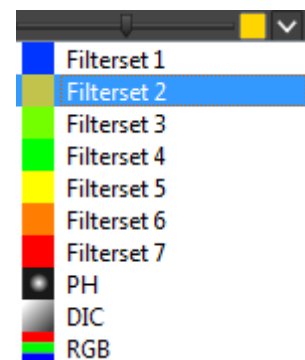 Filterset 1
Filterset 2
Filterset 3
Filterset 4
Filterset 5
Filterset 6
Filterset 7
PH
DIC
RGB